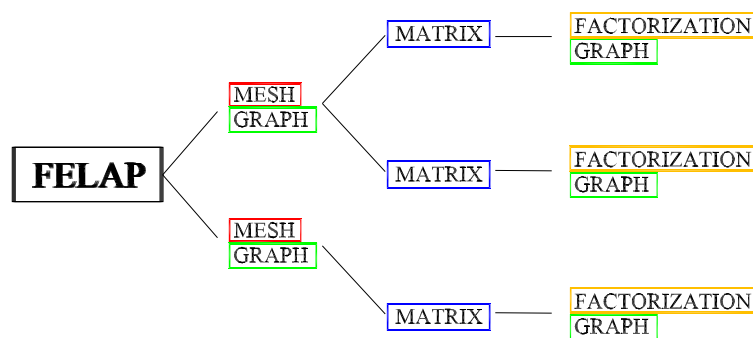 FELAP
MESH
GRAPH
MATRIX
FACTORIZATION
GRAPH
MATRIX
FACTORIZATION
GRAPH
MESH
GRAPH
MATRIX
FACTORIZATION
GRAPH